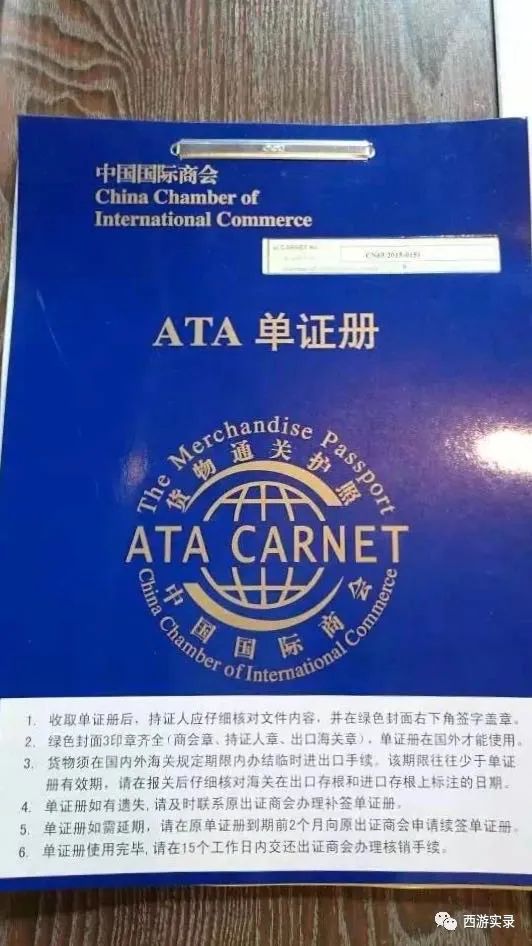 中国国际商会
China Chamber of
International Commerce
ATA 单证册
The Merchandise Passport
货物通关护照
ATA CARNET
中国国际商会
China Chamber of International Commerce
1. 收取单证册后，持证人应仔细核对文件内容，并在绿色封面右下角签字盖章。
2. 绿色封面3印章齐全（商会章、持证人章、出口海关章），单证册在国外才能使用。
3. 货物须在国内外海关规定期限内办结临时进出口手续。该期限往往少于单证
册有效期，请在报关后仔细核对海关在出口存根和进口存根上标注的日期。
4. 单证册如有遗失,请及时联系原出证商会办理补签单证册。
5. 单证册如需延期，请在原单证册到期前2个月向原出证商会申请续签单证册。
6. 单证册使用完毕,请在15个工作日内交还出证商会办理核销手续。
西游实录